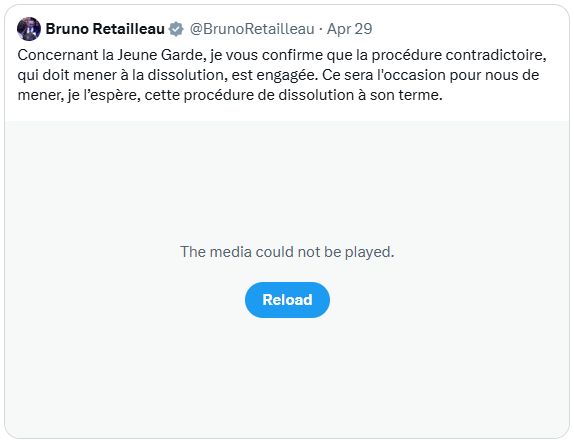 Bruno Retailleau @BrunoRetailleau · Apr 29
Concernant la Jeune Garde, je vous confirme que la procédure contradictoire,
qui doit mener à la dissolution, est engagée. Ce sera l'occasion pour nous de
mener, je l’espère, cette procédure de dissolution à son terme.
The media could not be played.
Reload